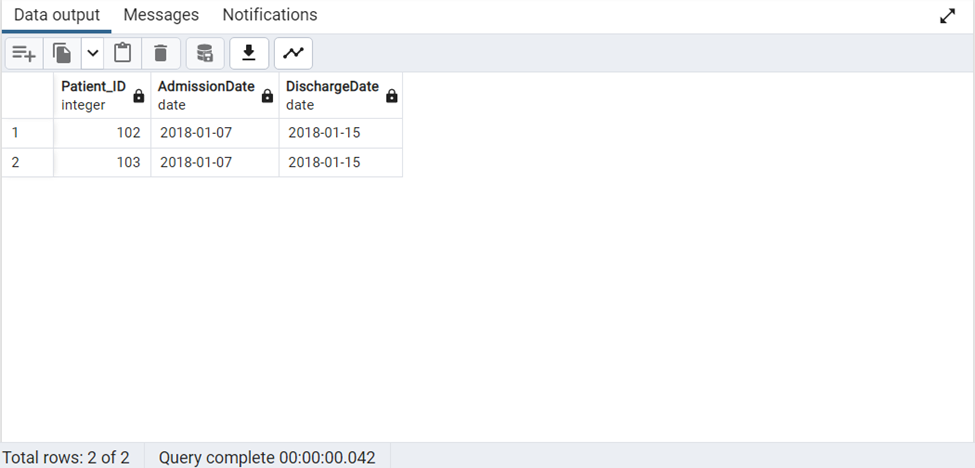 Data output Messages Notifications
Patient_ID AdmissionDate DischargeDate
integer date date
1 102 2018-01-07 2018-01-15
2 103 2018-01-07 2018-01-15
Total rows: 2 of 2 Query complete 00:00:00.042